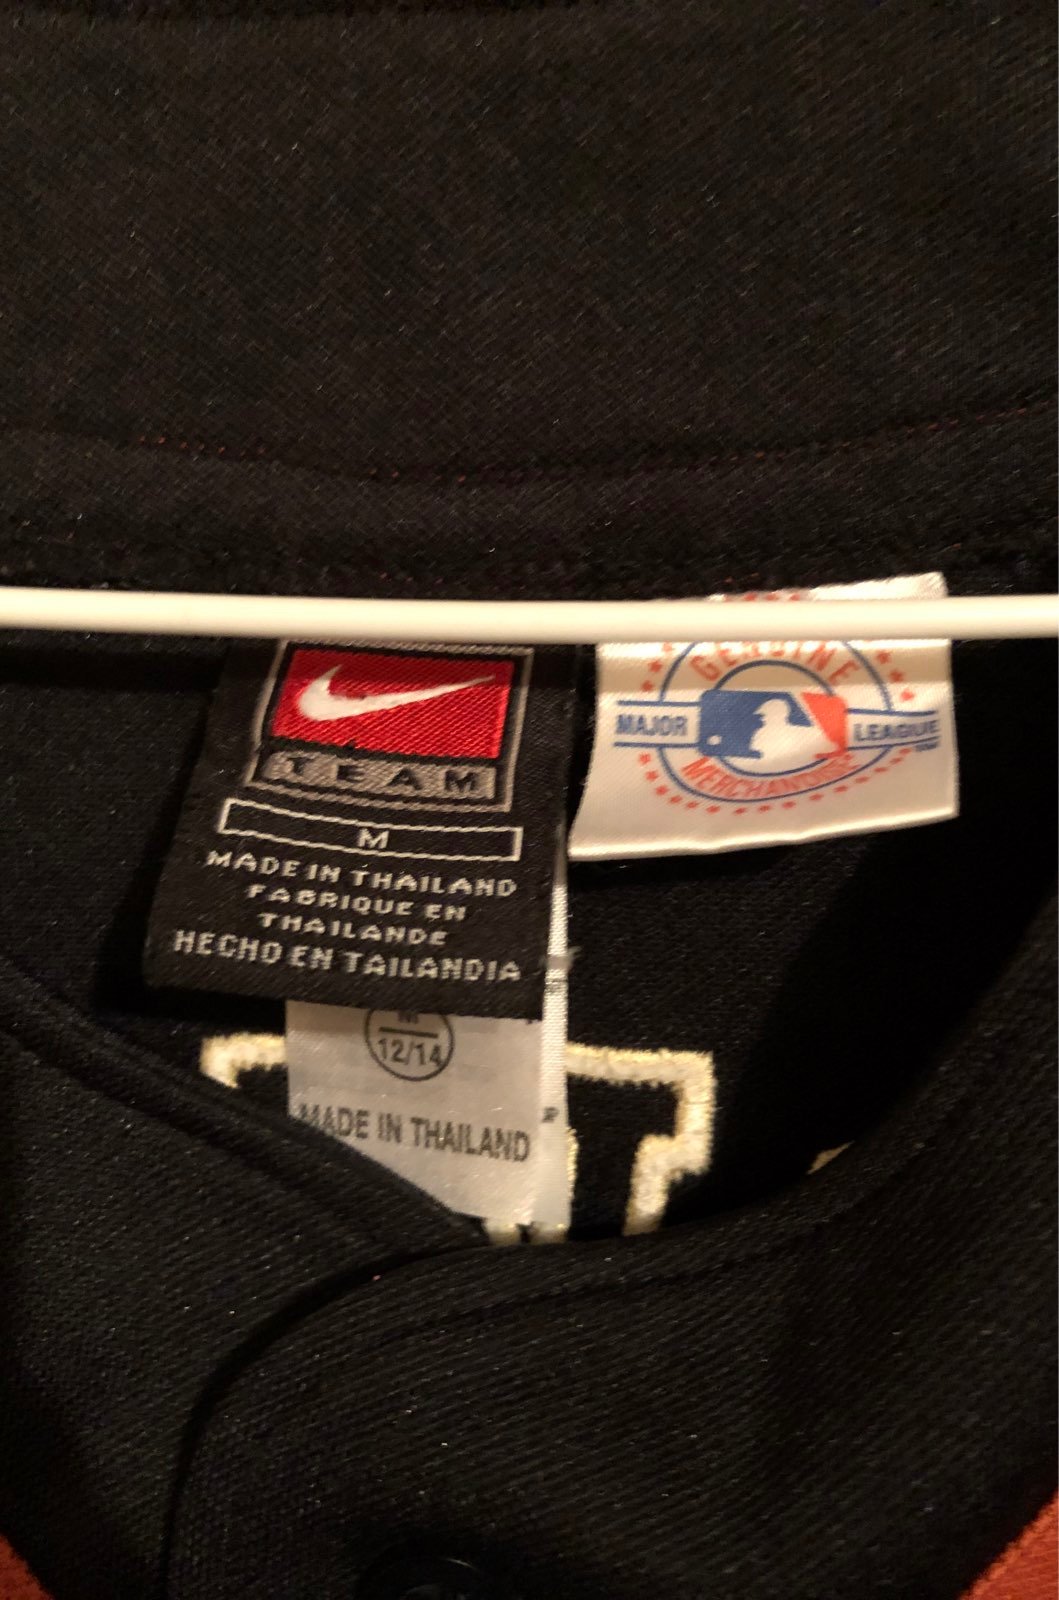 TEAM
M
MADE IN THAILAND
FABRIQUE EN
THAILANDE
HECHO EN TAILANDIA
M
12/14
MADE IN THAILAND
GENUINE
MAJOR LEAGUE
MERCHANDISE